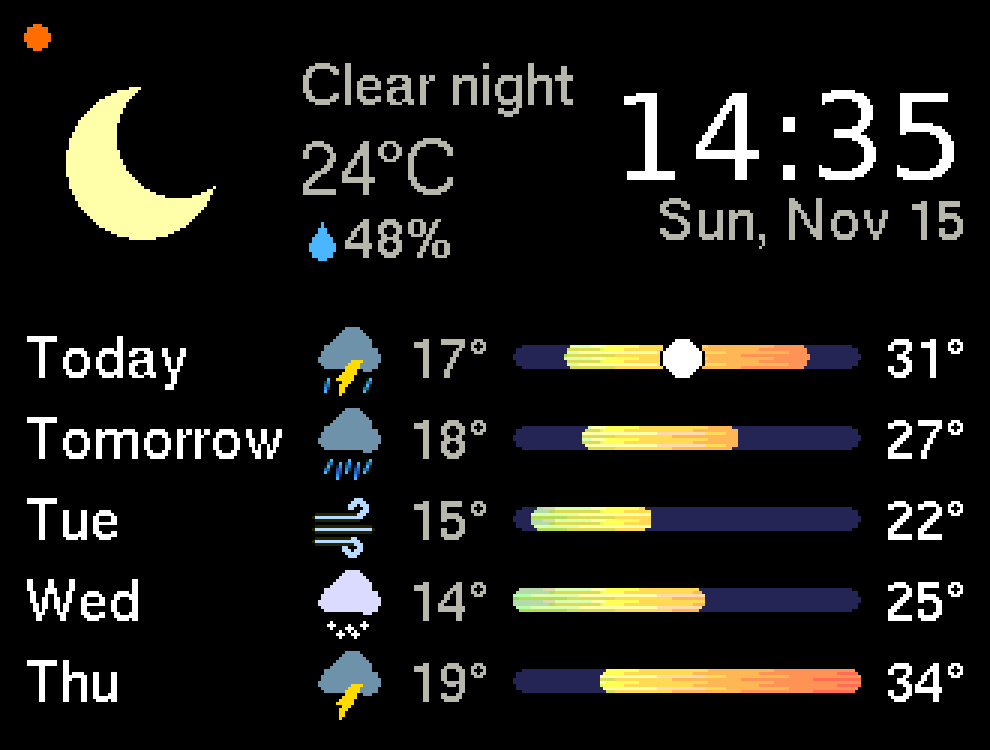 Clear night
14:35
24°C
Sun, Nov 15
48%
Today 17° 31°
Tomorrow 18° 27°
Tue 15° 22°
Wed 14° 25°
Thu 19° 34°